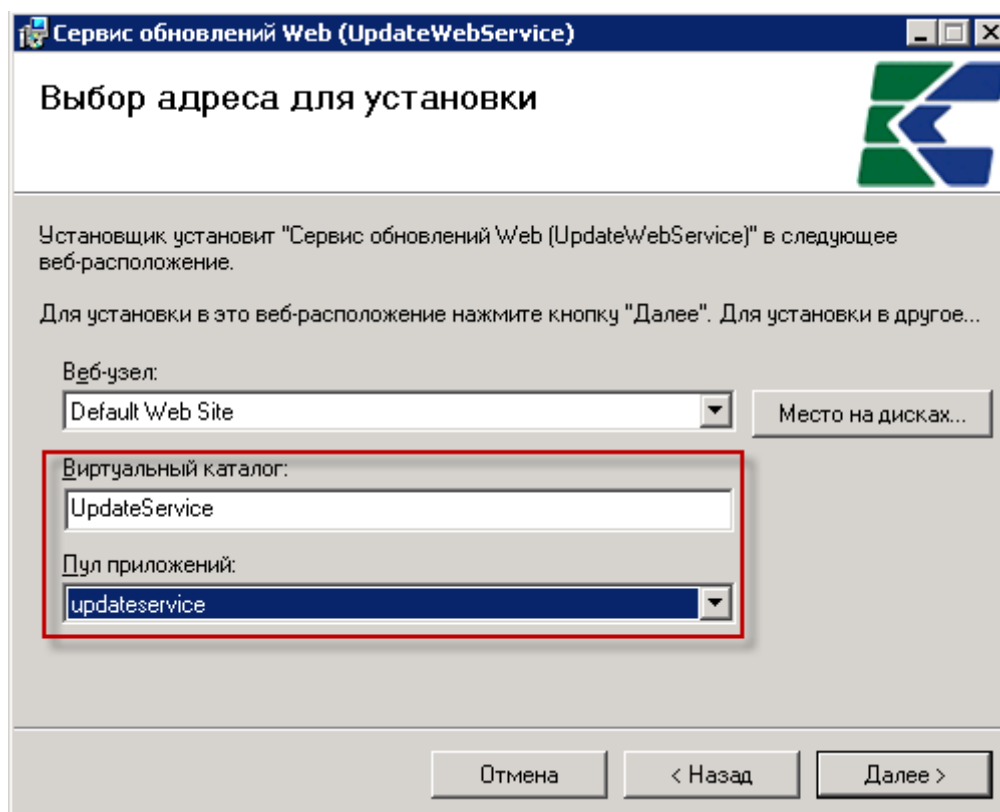 Сервис обновлений Web (UpdateWebService)
Выбор адреса для установки
Установщик установит "Сервис обновлений Web (UpdateWebService)" в следующее
веб-расположение.
Для установки в это веб-расположение нажмите кнопку "Далее". Для установки в другое...
Веб-узел:
Default Web Site
Место на дисках...
Виртуальный каталог:
UpdateService
Пул приложений:
updateservice
Отмена
< Назад
Далее >